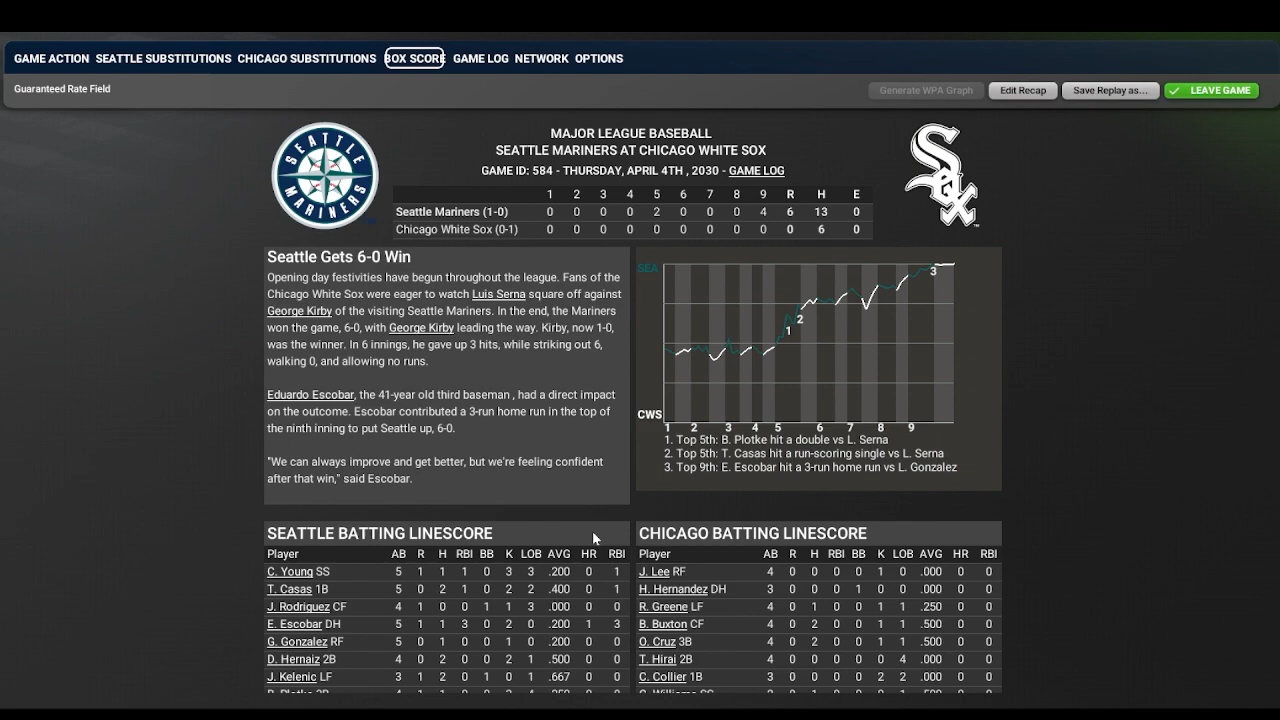 GAME ACTION SEATTLE SUBSTITUTIONS CHICAGO SUBSTITUTIONS BOX SCORE GAME LOG NETWORK OPTIONS
Guaranteed Rate Field Generate WPA Graph Edit Recap Save Replay as... LEAVE GAME
SEATTLE MARINERS
Sox
MAJOR LEAGUE BASEBALL
SEATTLE MARINERS AT CHICAGO WHITE SOX
GAME ID: 584 - THURSDAY, APRIL 4TH , 2030 - GAME LOG
1 2 3 4 5 6 7 8 9 R H E
Seattle Mariners (1-0) 0 0 0 0 2 0 0 0 4 6 13 0
Chicago White Sox (0-1) 0 0 0 0 0 0 0 0 0 0 6 0
Seattle Gets 6-0 Win
Opening day festivities have begun throughout the league. Fans of the
Chicago White Sox were eager to watch Luis Serna square off against
George Kirby of the visiting Seattle Mariners. In the end, the Mariners
won the game, 6-0, with George Kirby leading the way. Kirby, now 1-0,
was the winner. In 6 innings, he gave up 3 hits, while striking out 6,
walking 0, and allowing no runs.
Eduardo Escobar, the 41-year old third baseman , had a direct impact
on the outcome. Escobar contributed a 3-run home run in the top of
the ninth inning to put Seattle up, 6-0.
"We can always improve and get better, but we're feeling confident
after that win," said Escobar.
SEA
3
2
1
CWS
1 2 3 4 5 6 7 8 9
1. Top 5th: B. Plotke hit a double vs L. Serna
2. Top 5th: T. Casas hit a run-scoring single vs L. Serna
3. Top 9th: E. Escobar hit a 3-run home run vs L. Gonzalez
SEATTLE BATTING LINESCORE
Player AB R H RBI BB K LOB AVG HR RBI
C. Young SS 5 1 1 1 0 3 3 .200 0 1
T. Casas 1B 5 0 2 1 0 2 2 .400 0 1
J. Rodriguez CF 4 1 0 0 1 1 3 .000 0 0
E. Escobar DH 5 1 1 3 0 2 0 .200 1 3
G. Gonzalez RF 5 0 1 0 0 1 0 .200 0 0
D. Hernaiz 2B 4 0 2 0 0 2 1 .500 0 0
J. Kelenic LF 3 1 2 0 1 0 1 .667 0 0
CHICAGO BATTING LINESCORE
Player AB R H RBI BB K LOB AVG HR RBI
J. Lee RF 4 0 0 0 0 1 0 .000 0 0
H. Hernandez DH 3 0 0 0 1 0 0 .000 0 0
R. Greene LF 4 0 1 0 0 1 1 .250 0 0
B. Buxton CF 4 0 2 0 0 1 1 .500 0 0
O. Cruz 3B 4 0 2 0 0 1 1 .500 0 0
T. Hirai 2B 4 0 0 0 0 0 4 .000 0 0
C. Collier 1B 3 0 0 0 0 2 2 .000 0 0